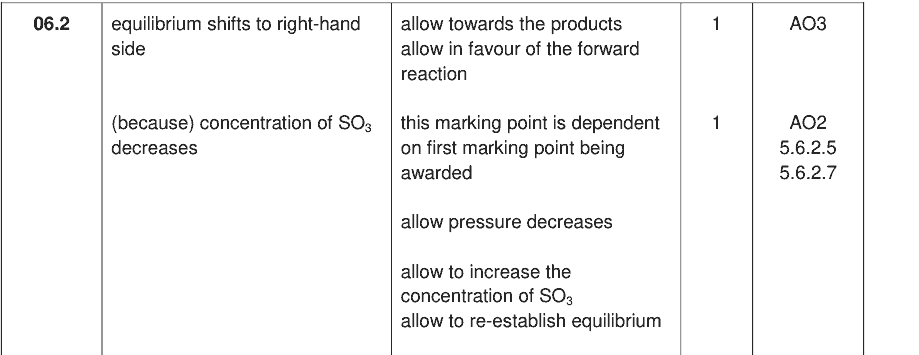 06.2 equilibrium shifts to right-hand allow towards the products 1 AO3
side allow in favour of the forward
reaction
(because) concentration of SO₃ this marking point is dependent 1 AO2
decreases on first marking point being 5.6.2.5
awarded 5.6.2.7
allow pressure decreases
allow to increase the
concentration of SO₃
allow to re-establish equilibrium